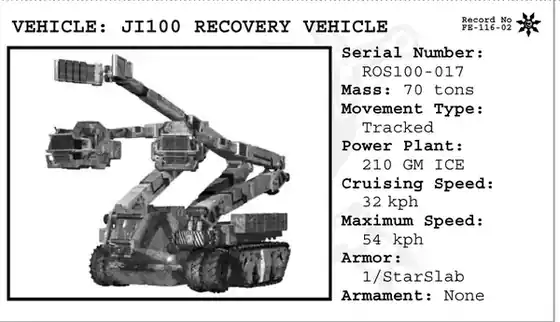 VEHICLE: JI100 RECOVERY VEHICLE
Record No
FE-116-02
Serial Number:
ROS100-017
Mass: 70 tons
Movement Type:
Tracked
Power Plant:
210 GM ICE
Cruising Speed:
32 kph
Maximum Speed:
54 kph
Armor:
1/StarSlab
Armament: None